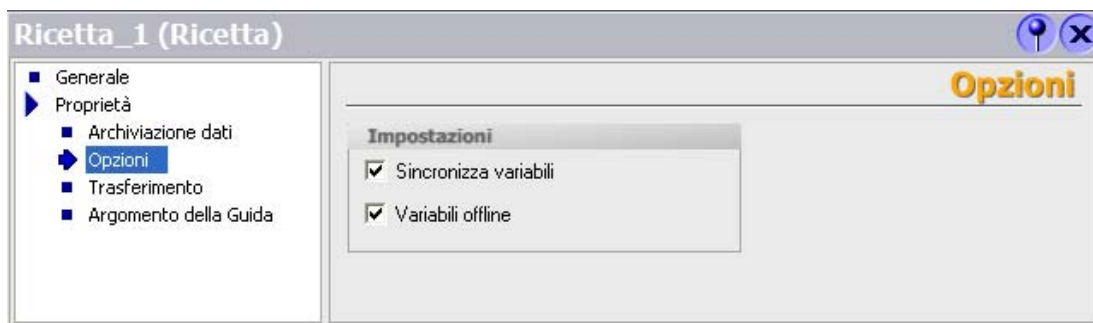 Ricetta_1 (Ricetta)
Generale
Proprietà
Archiviazione dati
Opzioni
Trasferimento
Argomento della Guida
Opzioni
Impostazioni
Sincronizza variabili
Variabili offline